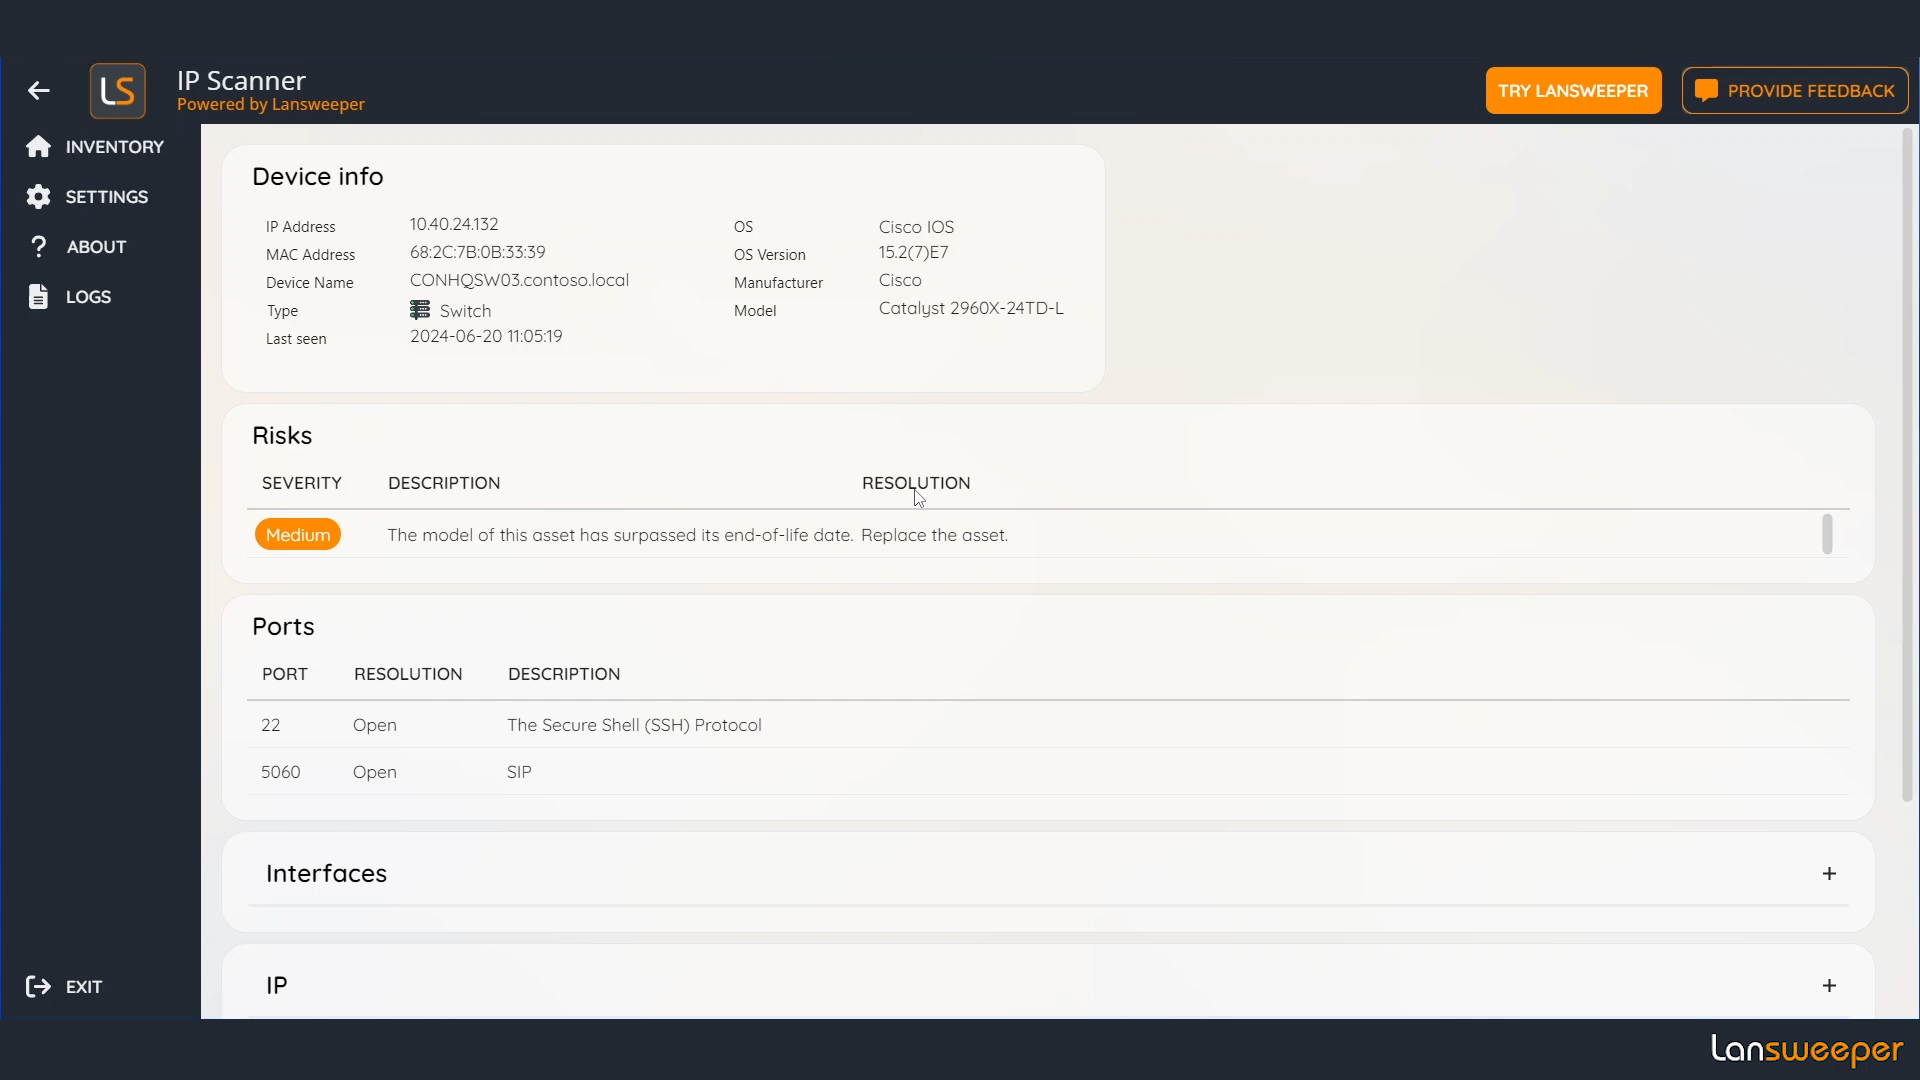 LS
IP Scanner
Powered by Lansweeper
TRY LANSWEEPER
PROVIDE FEEDBACK
INVENTORY
SETTINGS
? ABOUT
LOGS
EXIT
Device info
IP Address 10.40.24.132 OS Cisco IOS
MAC Address 68:2C:7B:0B:33:39 OS Version 15.2(7)E7
Device Name CONHQSW03.contoso.local Manufacturer Cisco
Type Switch Model Catalyst 2960X-24TD-L
Last seen 2024-06-20 11:05:19
Risks
SEVERITY DESCRIPTION RESOLUTION
Medium The model of this asset has surpassed its end-of-life date. Replace the asset.
Ports
PORT RESOLUTION DESCRIPTION
22 Open The Secure Shell (SSH) Protocol
5060 Open SIP
Interfaces +
IP +
Lansweeper